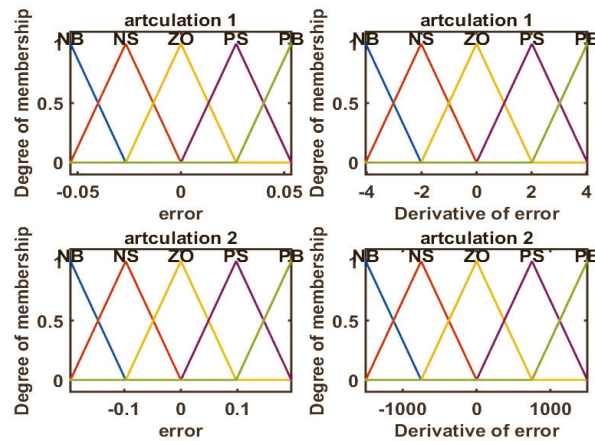 artculation 1
NB NS ZO PS PB
Degree of membership
1
0.5
0
-0.05 0 0.05
error
artculation 1
NB NS ZO PS PB
Degree of membership
1
0.5
0
-4 -2 0 2 4
Derivative of error
artculation 2
NB NS ZO PS PB
Degree of membership
1
0.5
0
-0.1 0 0.1
error
artculation 2
NB NS ZO PS PB
Degree of membership
1
0.5
0
-1000 0 1000
Derivative of error